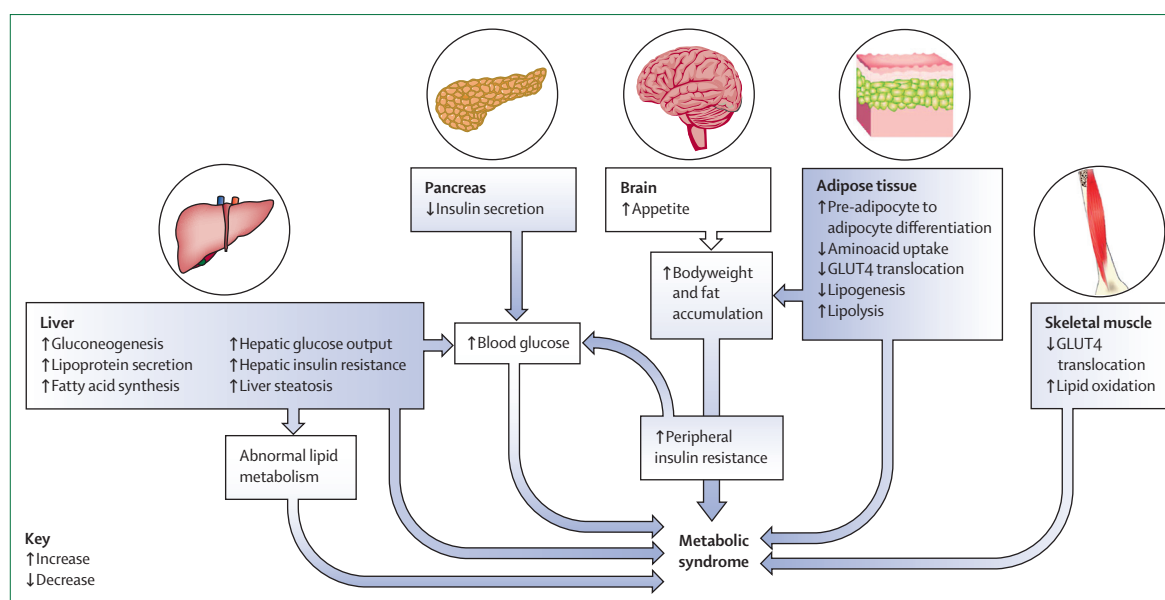 Pancreas
↓Insulin secretion
Brain
↑Appetite
Adipose tissue
↑Pre-adipocyte to
adipocyte differentiation
↓Aminoacid uptake
↓GLUT4 translocation
↓Lipogenesis
↑Lipolysis
Skeletal muscle
↓GLUT4
translocation
↑Lipid oxidation
Liver
↑Gluconeogenesis
↑Lipoprotein secretion
↑Fatty acid synthesis
↑Hepatic glucose output
↑Hepatic insulin resistance
↑Liver steatosis
↑Blood glucose
↑Bodyweight
and fat
accumulation
Abnormal lipid
metabolism
↑Peripheral
insulin resistance
Metabolic
syndrome
Key
↑Increase
↓Decrease